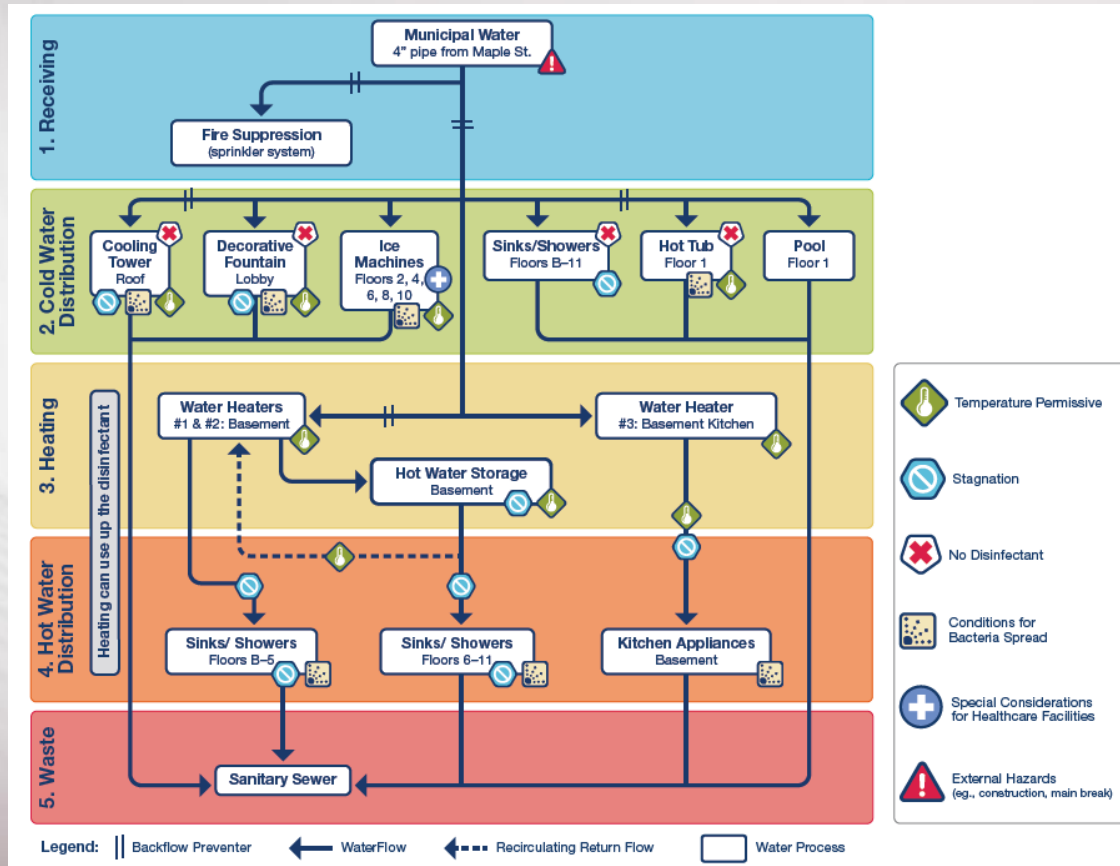 1. Receiving
Municipal Water
4" pipe from Maple St.
Fire Suppression
(sprinkler system)
2. Cold Water
Distribution
Cooling
Tower
Roof
Decorative
Fountain
Lobby
Ice
Machines
Floors 2, 4,
6, 8, 10
Sinks/Showers
Floors B–11
Hot Tub
Floor 1
Pool
Floor 1
3. Heating
Heating can use up the disinfectant
Water Heaters
#1 & #2: Basement
Water Heater
#3: Basement Kitchen
Hot Water Storage
Basement
4. Hot Water
Distribution
Sinks/ Showers
Floors B–5
Sinks/ Showers
Floors 6–11
Kitchen Appliances
Basement
5. Waste
Sanitary Sewer
Temperature Permissive
Stagnation
No Disinfectant
Conditions for
Bacteria Spread
Special Considerations
for Healthcare Facilities
External Hazards
(eg., construction, main break)
Legend:
Backflow Preventer
WaterFlow
Recirculating Return Flow
Water Process